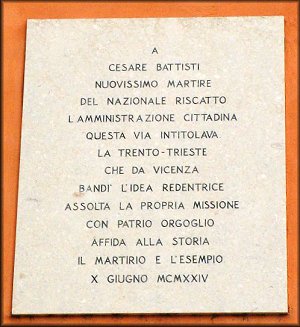 A
CESARE BATTISTI
NUOVISSIMO MARTIRE
DEL NAZIONALE RISCATTO
L'AMMINISTRAZIONE CITTADINA
QUESTA VIA INTITOLAVA
LA TRENTO-TRIESTE
CHE DA VICENZA
BANDI' L'IDEA REDENTRICE
ASSOLTA LA PROPRIA MISSIONE
CON PATRIO ORGOGLIO
AFFIDA ALLA STORIA
IL MARTIRIO E L'ESEMPIO
X GIUGNO MCMXXIV